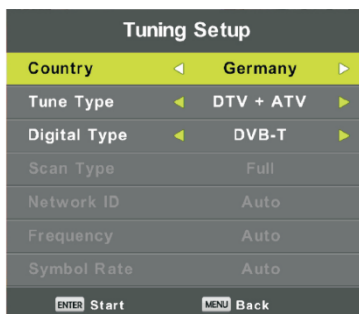 Tuning Setup
Country Germany
Tune Type DTV + ATV
Digital Type DVB-T
Scan Type Full
Network ID Auto
Frequency Auto
Symbol Rate Auto
ENTER Start MENU Back